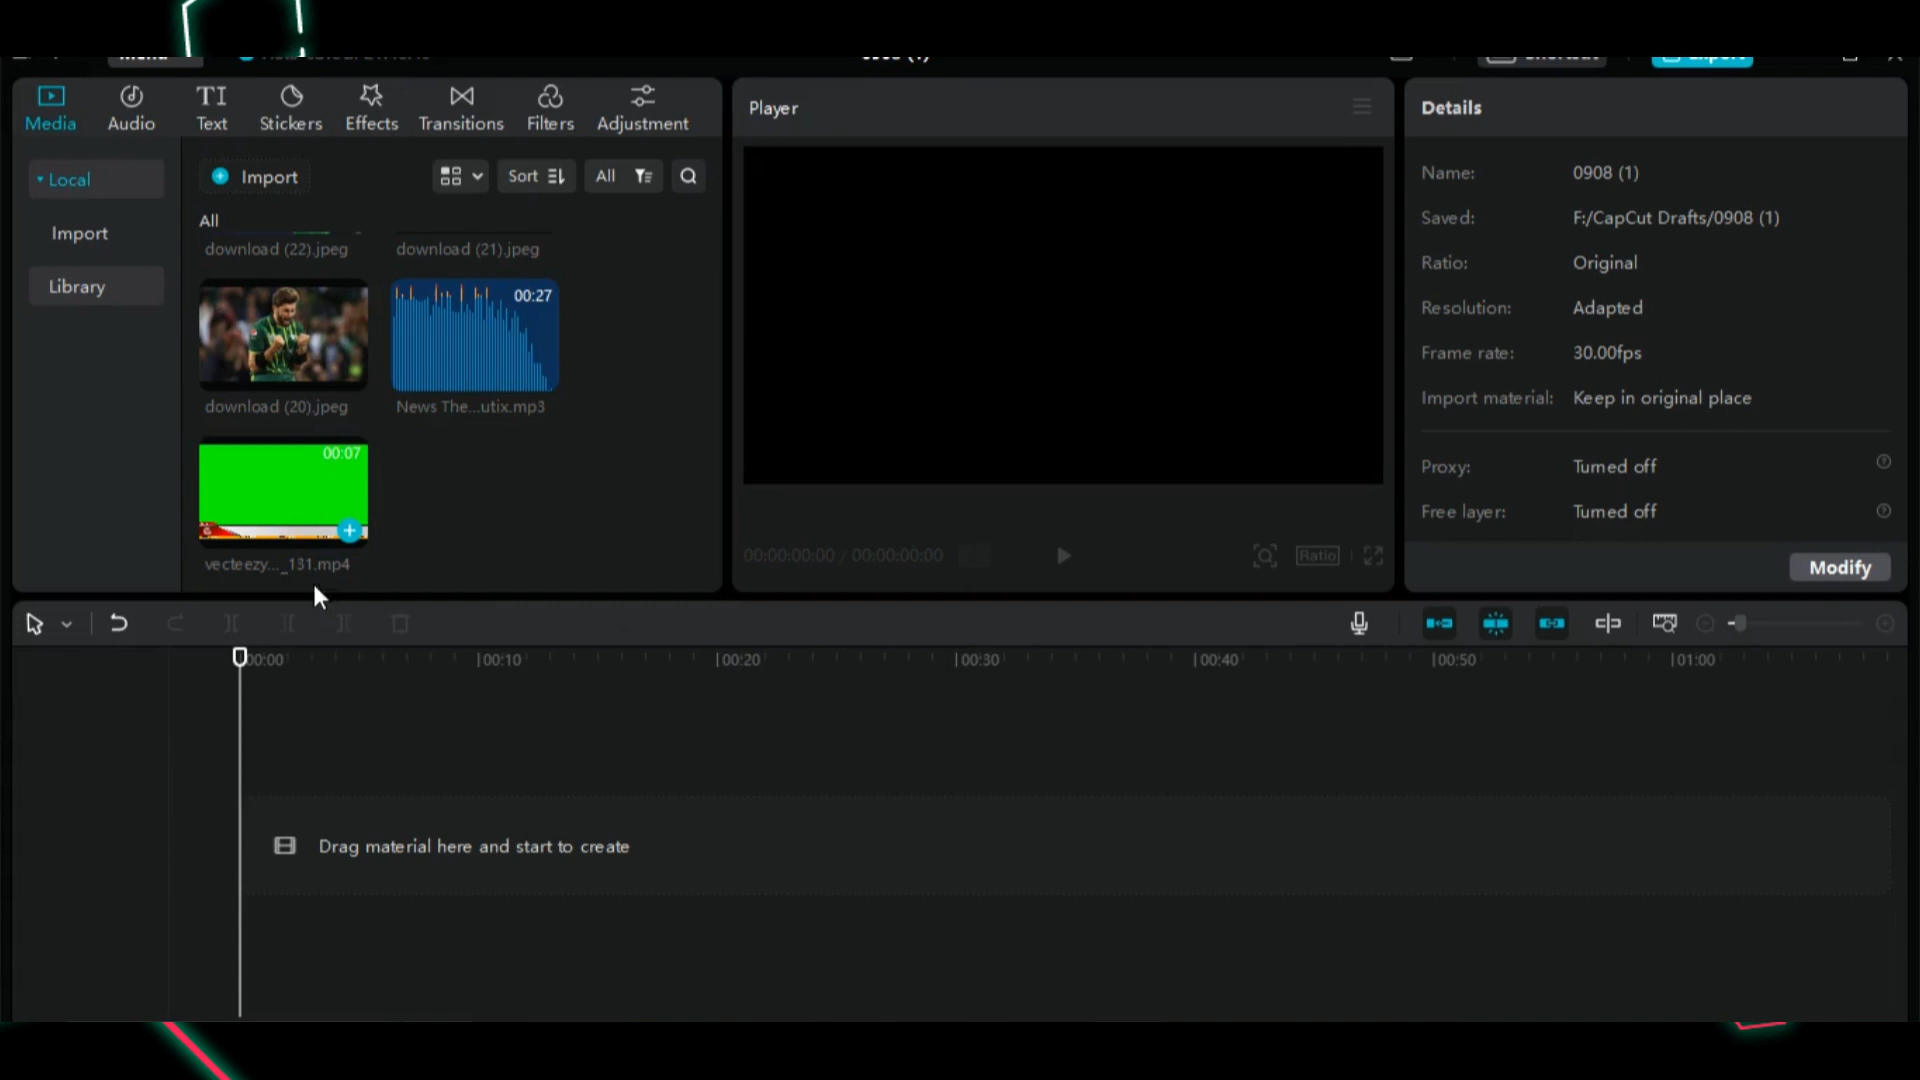 Media
Audio
Text
Stickers
Effects
Transitions
Filters
Adjustment
Local
Import
Library
Import
Sort
All
All
download (22).jpeg
download (21).jpeg
00:27
download (20).jpeg
News The...utix.mp3
00:07
vecteezy..._131.mp4
Player
00:00:00:00 / 00:00:00:00
Ratio
Details
Name: 0908 (1)
Saved: F:/CapCut Drafts/0908 (1)
Ratio: Original
Resolution: Adapted
Frame rate: 30.00fps
Import material: Keep in original place
Proxy: Turned off
Free layer: Turned off
Modify
00:00 00:10 00:20 00:30 00:40 00:50 01:00
Drag material here and start to create